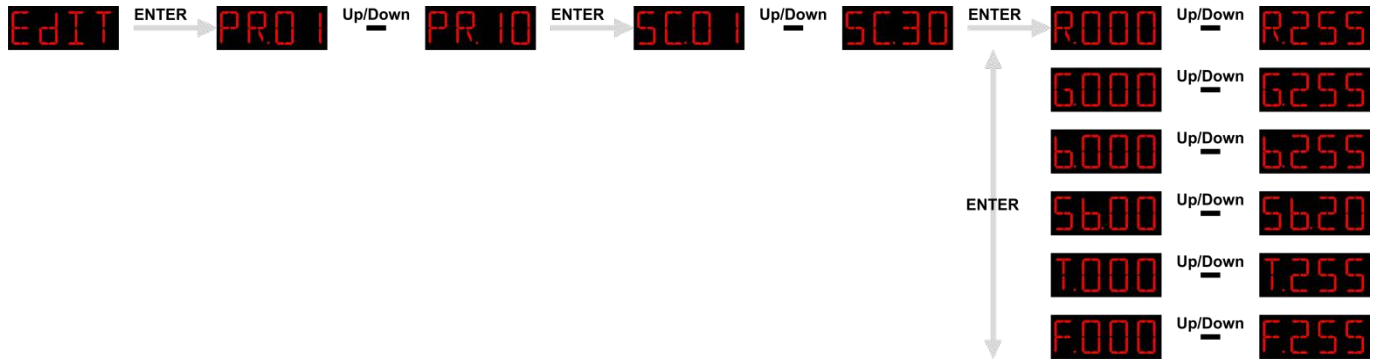 EdIT ENTER PR.01 Up/Down PR.10 ENTER SC.01 Up/Down SC.30 ENTER R.000 Up/Down R.255
G.000 Up/Down G.255
b.000 Up/Down b.255
ENTER Sb.00 Up/Down Sb.20
T.000 Up/Down T.255
F.000 Up/Down F.255